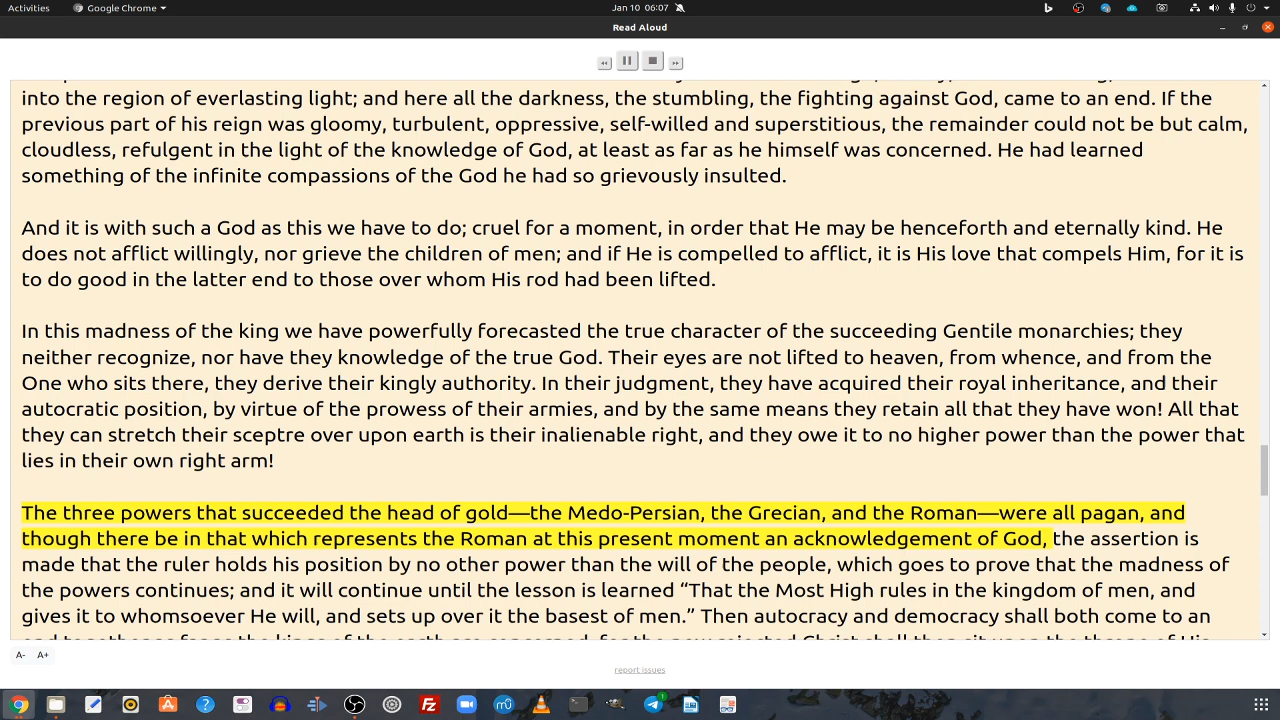 Activities
Google Chrome
Jan 10 06:07
Read Aloud
into the region of everlasting light; and here all the darkness, the stumbling, the fighting against God, came to an end. If the
previous part of his reign was gloomy, turbulent, oppressive, self-willed and superstitious, the remainder could not be but calm,
cloudless, refulgent in the light of the knowledge of God, at least as far as he himself was concerned. He had learned
something of the infinite compassions of the God he had so grievously insulted.
And it is with such a God as this we have to do; cruel for a moment, in order that He may be henceforth and eternally kind. He
does not afflict willingly, nor grieve the children of men; and if He is compelled to afflict, it is His love that compels Him, for it is
to do good in the latter end to those over whom His rod had been lifted.
In this madness of the king we have powerfully forecasted the true character of the succeeding Gentile monarchies; they
neither recognize, nor have they knowledge of the true God. Their eyes are not lifted to heaven, from whence, and from the
One who sits there, they derive their kingly authority. In their judgment, they have acquired their royal inheritance, and their
autocratic position, by virtue of the prowess of their armies, and by the same means they retain all that they have won! All that
they can stretch their sceptre over upon earth is their inalienable right, and they owe it to no higher power than the power that
lies in their own right arm!
The three powers that succeeded the head of gold—the Medo-Persian, the Grecian, and the Roman—were all pagan, and
though there be in that which represents the Roman at this present moment an acknowledgement of God, the assertion is
made that the ruler holds his position by no other power than the will of the people, which goes to prove that the madness of
the powers continues; and it will continue until the lesson is learned “That the Most High rules in the kingdom of men, and
gives it to whomsoever He will, and sets up over it the basest of men.” Then autocracy and democracy shall both come to an
A-
A+
report issues